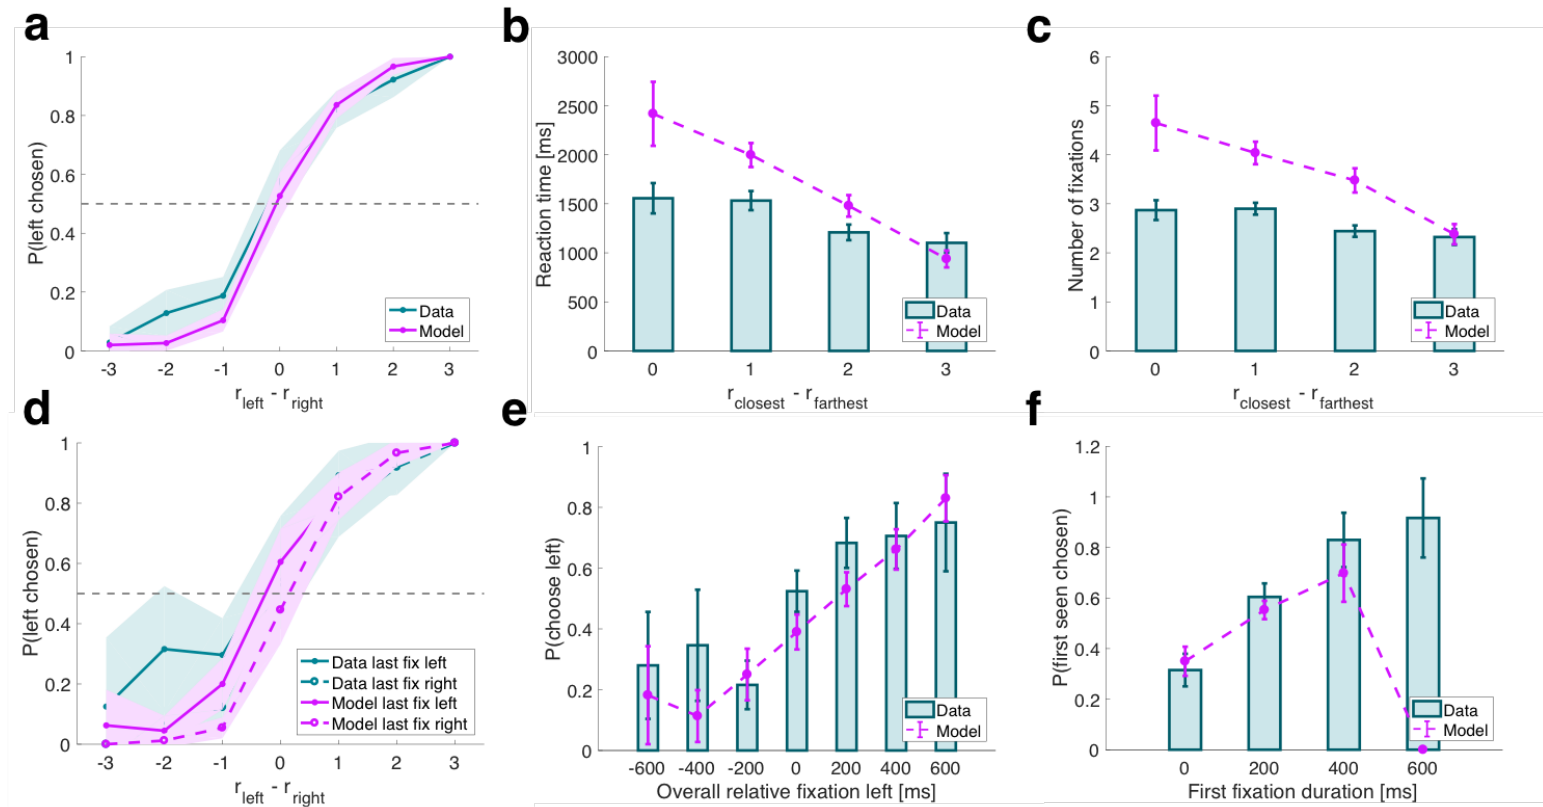 a
P(left chosen)
1
0.8
0.6
0.4
0.2
0
Data
Model
-3 -2 -1 0 1 2 3
r_left - r_right
b
Reaction time [ms]
3000
2500
2000
1500
1000
500
0
Data
Model
0 1 2 3
r_closest - r_farthest
c
Number of fixations
6
5
4
3
2
1
0
Data
Model
0 1 2 3
r_closest - r_farthest
d
P(left chosen)
1
0.8
0.6
0.4
0.2
0
Data last fix left
Data last fix right
Model last fix left
Model last fix right
-3 -2 -1 0 1 2 3
r_left - r_right
e
P(choose left)
1
0.8
0.6
0.4
0.2
0
Data
Model
-600 -400 -200 0 200 400 600
Overall relative fixation left [ms]
f
P(first seen chosen)
1.2
1
0.8
0.6
0.4
0.2
0
Data
Model
0 200 400 600
First fixation duration [ms]